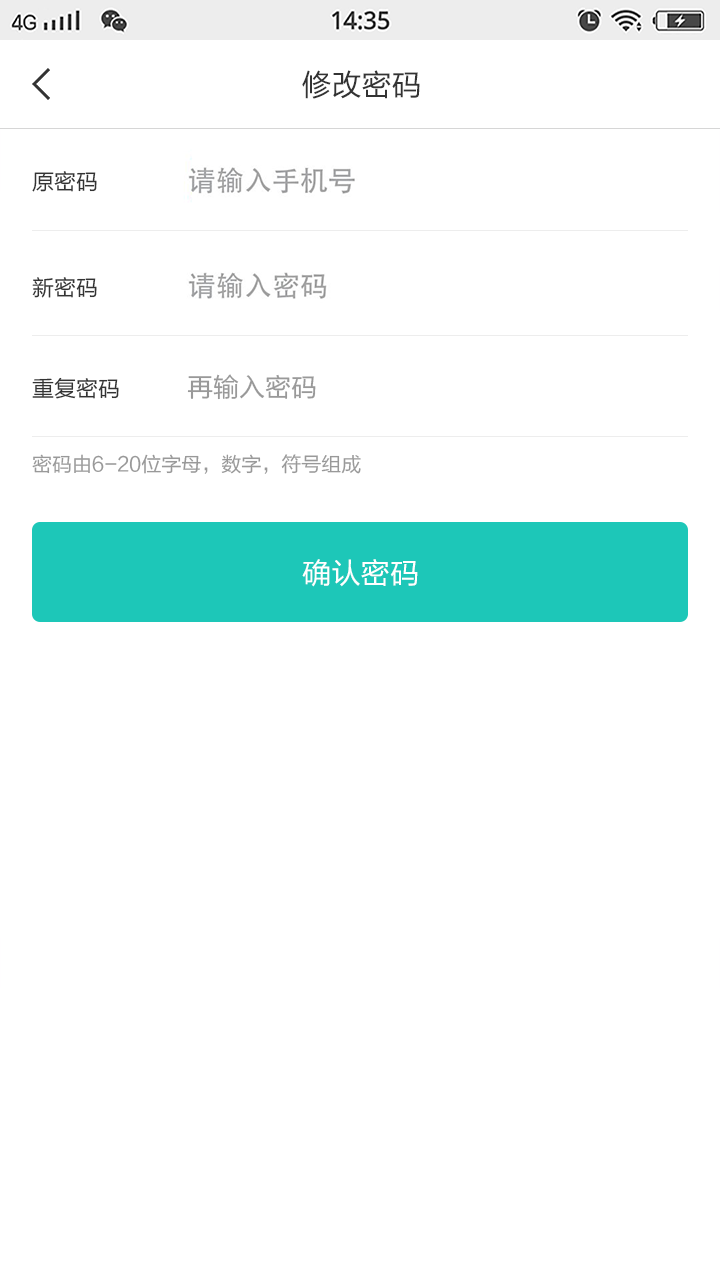 4G 14:35
修改密码
原密码 请输入手机号
新密码 请输入密码
重复密码 再输入密码
密码由6-20位字母，数字，符号组成
确认密码